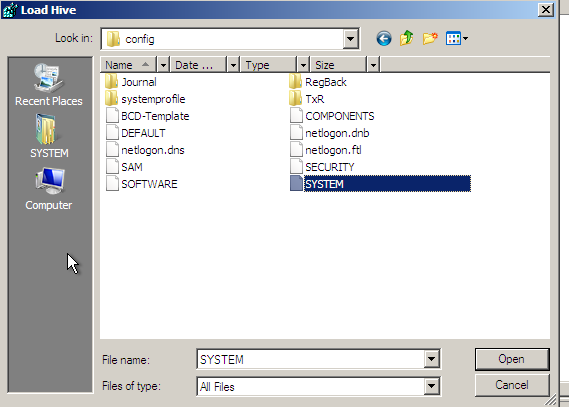 Load Hive
Look in: config
Name Date ... Type Size
Recent Places
SYSTEM
Computer
Journal
systemprofile
BCD-Template
DEFAULT
netlogon.dns
SAM
SOFTWARE
RegBack
TxR
COMPONENTS
netlogon.dnb
netlogon.ftl
SECURITY
SYSTEM
File name: SYSTEM Open
Files of type: All Files Cancel